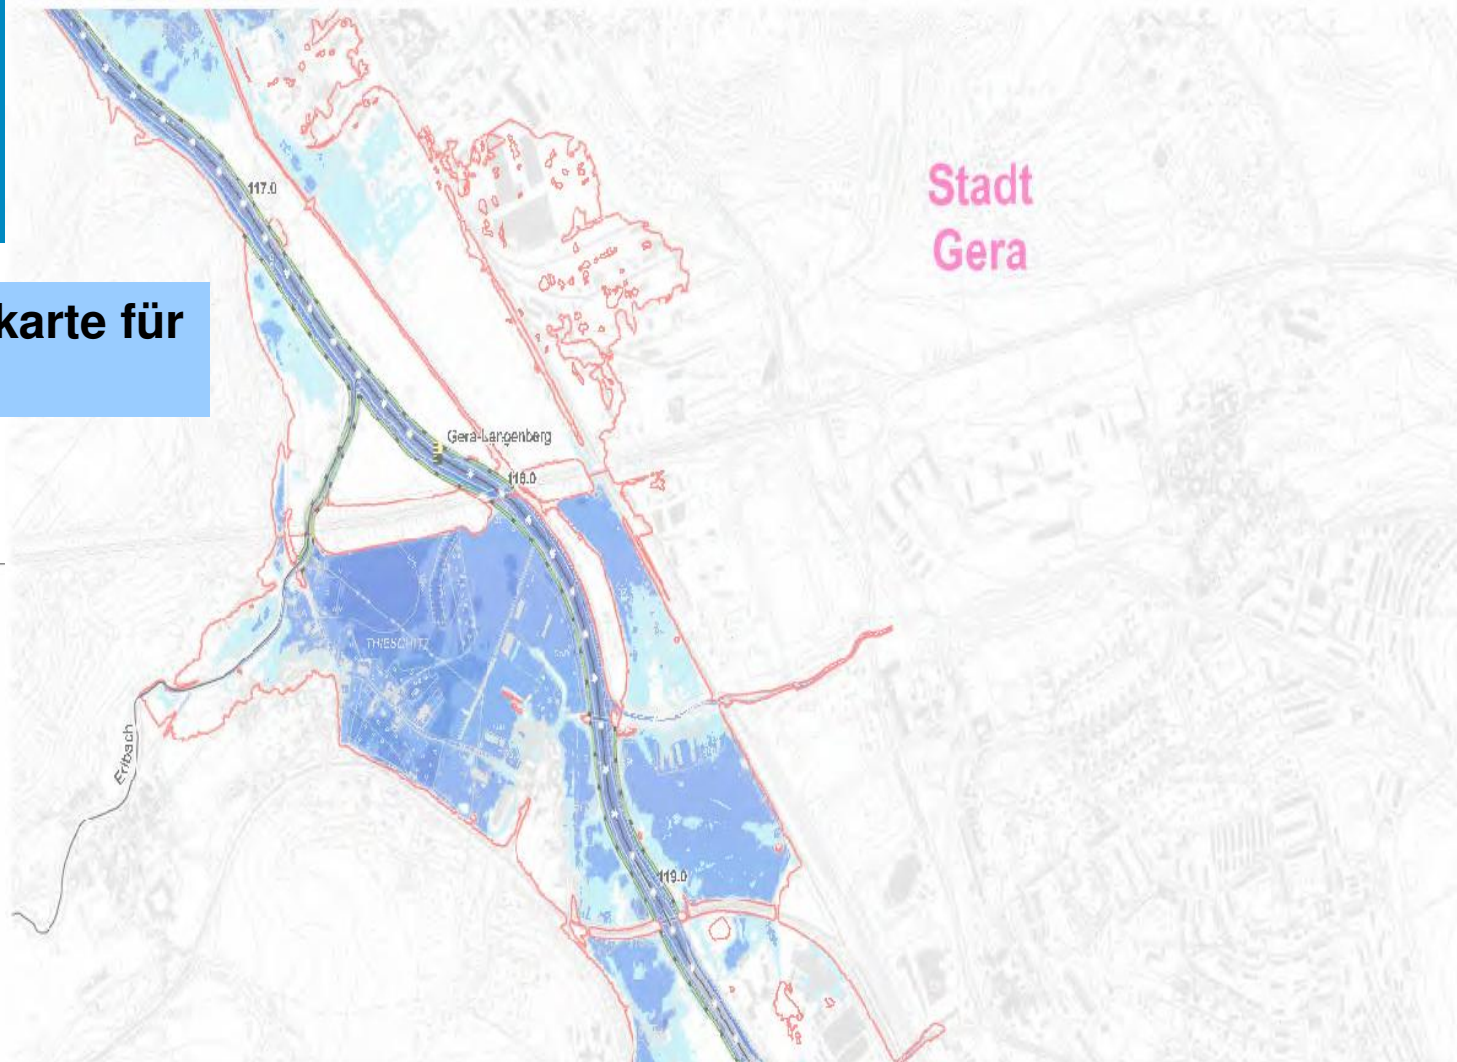 Stadt
Gera
117.0
karte für
Gera-Langenberg
118.0
THIESCHITZ
Erlbach
119.0